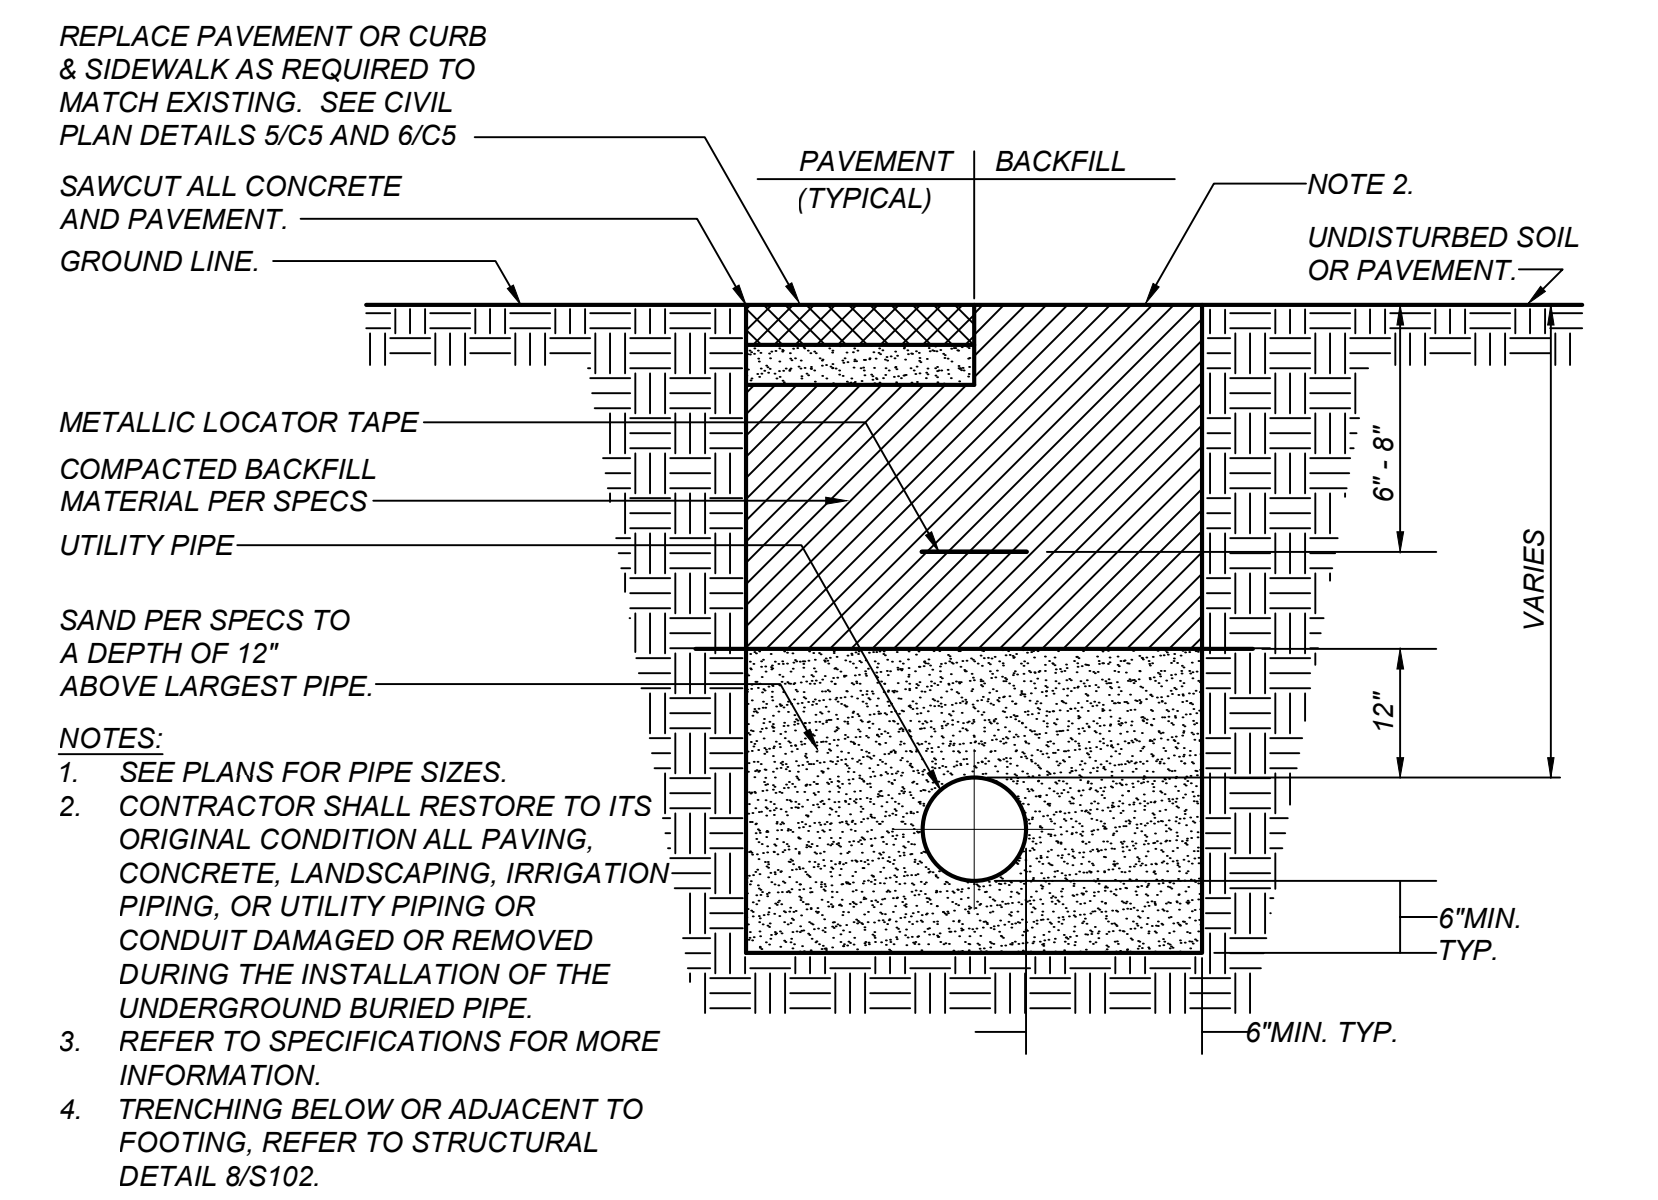 REPLACE PAVEMENT OR CURB
& SIDEWALK AS REQUIRED TO
MATCH EXISTING. SEE CIVIL
PLAN DETAILS 5/C5 AND 6/C5
SAWCUT ALL CONCRETE
AND PAVEMENT.
GROUND LINE.
PAVEMENT
(TYPICAL)
BACKFILL
NOTE 2.
UNDISTURBED SOIL
OR PAVEMENT.
METALLIC LOCATOR TAPE
COMPACTED BACKFILL
MATERIAL PER SPECS
UTILITY PIPE
SAND PER SPECS TO
A DEPTH OF 12"
ABOVE LARGEST PIPE.
6" - 8"
VARIES
12"
6"MIN.
TYP.
6"MIN. TYP.
NOTES:
1. SEE PLANS FOR PIPE SIZES.
2. CONTRACTOR SHALL RESTORE TO ITS
ORIGINAL CONDITION ALL PAVING,
CONCRETE, LANDSCAPING, IRRIGATION
PIPING, OR UTILITY PIPING OR
CONDUIT DAMAGED OR REMOVED
DURING THE INSTALLATION OF THE
UNDERGROUND BURIED PIPE.
3. REFER TO SPECIFICATIONS FOR MORE
INFORMATION.
4. TRENCHING BELOW OR ADJACENT TO
FOOTING, REFER TO STRUCTURAL
DETAIL 8/S102.